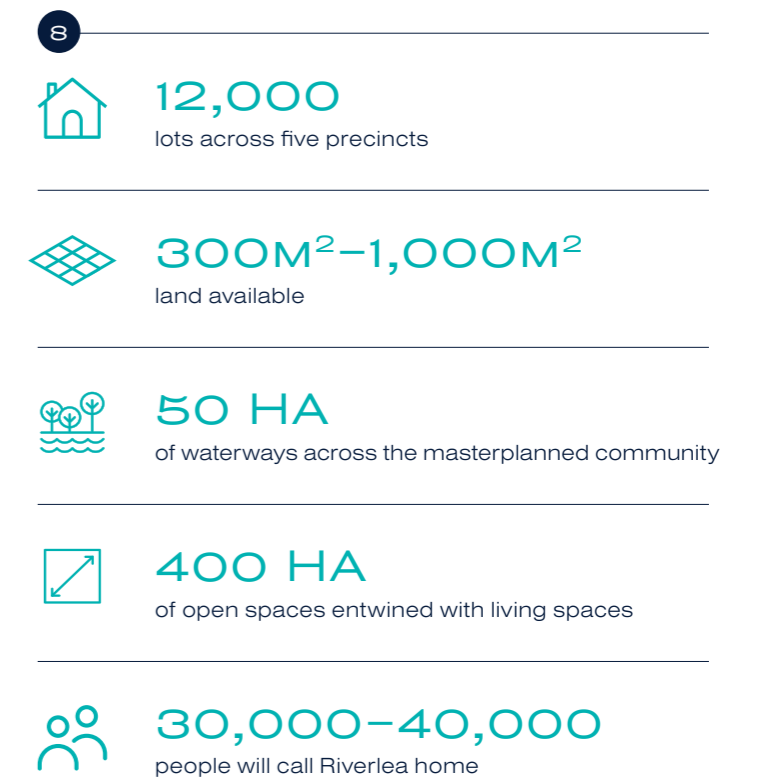 8
12,000
lots across five precincts
300M²–1,000M²
land available
50 HA
of waterways across the masterplanned community
400 HA
of open spaces entwined with living spaces
30,000–40,000
people will call Riverlea home